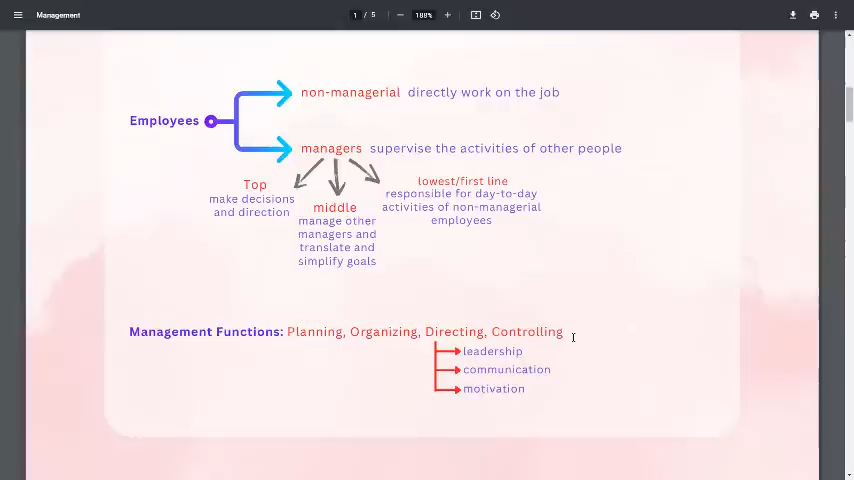 Management
1 / 5
188%
non-managerial directly work on the job
Employees
managers supervise the activities of other people
Top
make decisions
and direction
middle
manage other
managers and
translate and
simplify goals
lowest/first line
responsible for day-to-day
activities of non-managerial
employees
Management Functions: Planning, Organizing, Directing, Controlling
leadership
communication
motivation